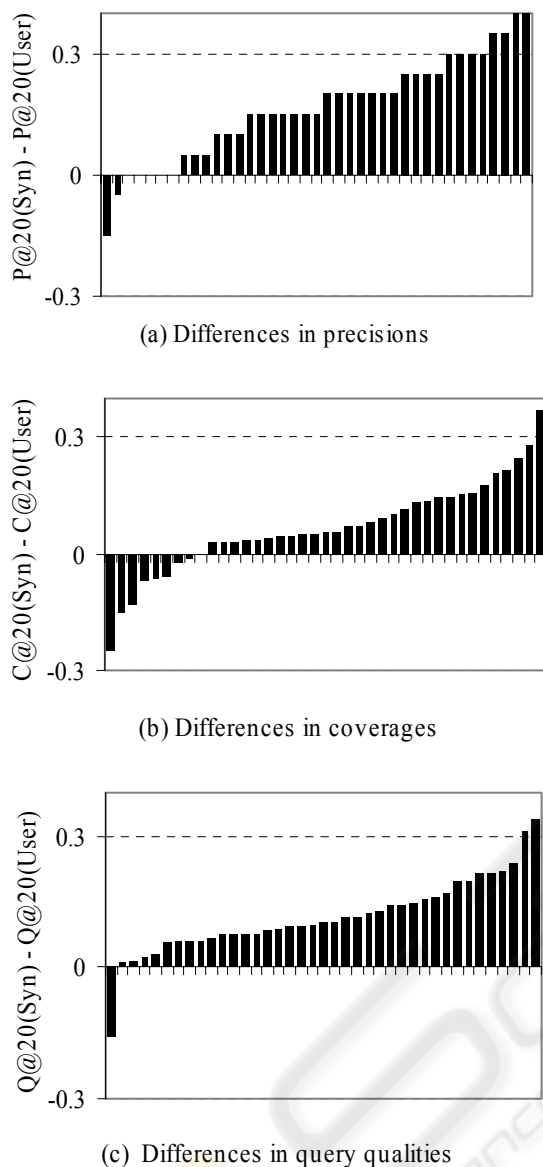 P@20(Syn) - P@20(User)
0.3
0
-0.3
(a) Differences in precisions
C@20(Syn) - C@20(User)
0.3
0
-0.3
(b) Differences in coverages
Q@20(Syn) - Q@20(User)
0.3
0
-0.3
(c) Differences in query qualities